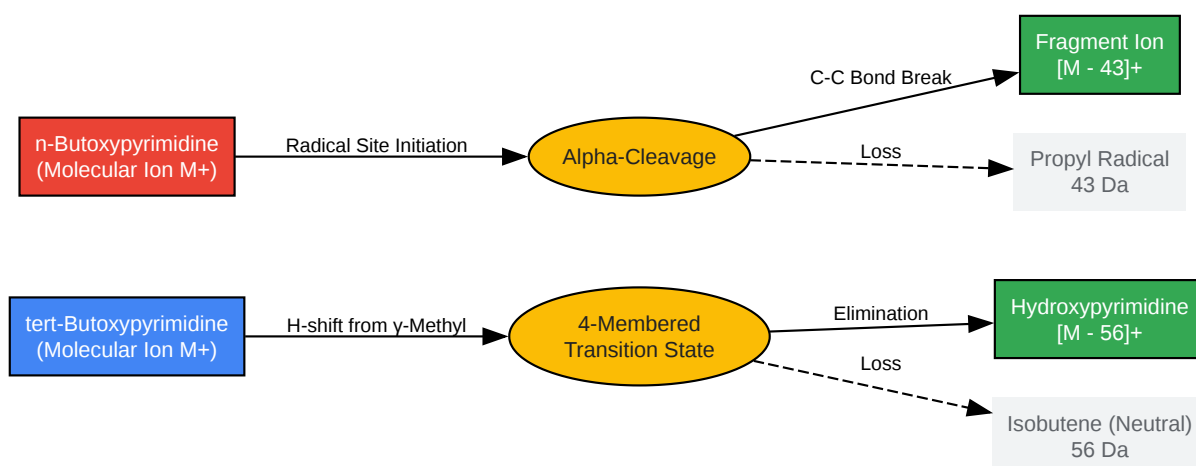 n-Butoxypyrimidine
(Molecular Ion M+)
Radical Site Initiation
Alpha-Cleavage
C-C Bond Break
Fragment Ion
[M - 43]+
Loss
Propyl Radical
43 Da
tert-Butoxypyrimidine
(Molecular Ion M+)
H-shift from γ-Methyl
4-Membered
Transition State
Elimination
Hydroxypyrimidine
[M - 56]+
Loss
Isobutene (Neutral)
56 Da